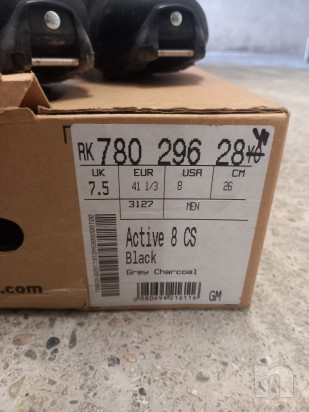 RK 780 296 28
UK EUR USA CM
7.5 41 1/3 8 26
3127 MEN
Active 8 CS
Black
Grey Charcoal
GM
.com
n